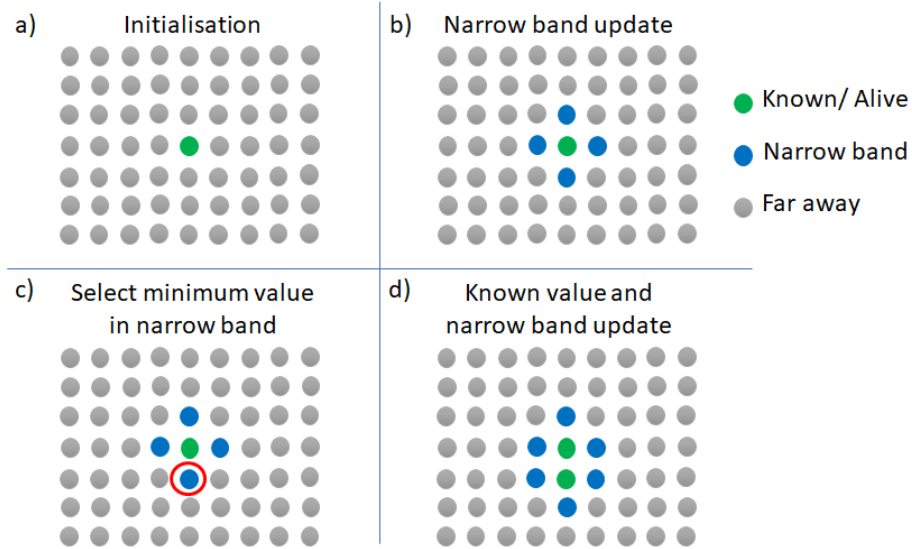 a) Initialisation
b) Narrow band update
Known/ Alive
Narrow band
Far away
c) Select minimum value
in narrow band
d) Known value and
narrow band update